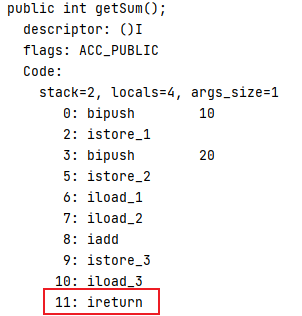 public int getSum();
descriptor: ()I
flags: ACC_PUBLIC
Code:
stack=2, locals=4, args_size=1
0: bipush 10
2: istore_1
3: bipush 20
5: istore_2
6: iload_1
7: iload_2
8: iadd
9: istore_3
10: iload_3
11: ireturn